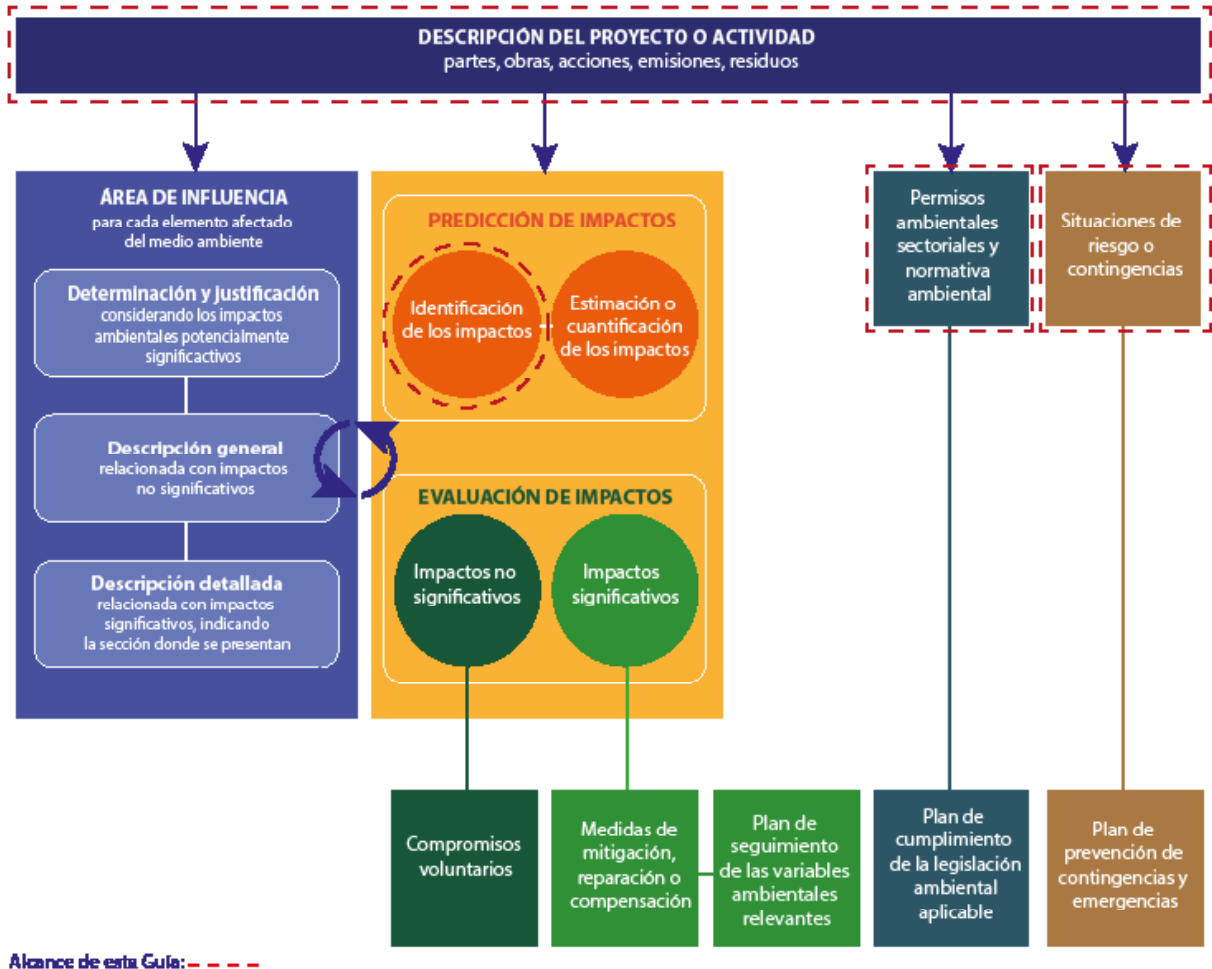 DESCRIPCIÓN DEL PROYECTO O ACTIVIDAD
partes, obras, acciones, emisiones, residuos
ÁREA DE INFLUENCIA
para cada elemento afectado
del medio ambiente
Determinación y justificación
considerando los impactos
ambientales potencialmente
significactivos
Descripción general
relacionada con impactos
no significativos
Descripción detallada
relacionada con impactos
significativos, indicando
la sección donde se presentan
PREDICCIÓN DE IMPACTOS
Identificación
de los impactos
Estimación o
cuantificación
de los impactos
EVALUACIÓN DE IMPACTOS
Impactos no
significativos
Impactos
significativos
Permisos
ambientales
sectoriales y
normativa
ambiental
Situaciones de
riesgo o
contingencias
Compromisos
voluntarios
Medidas de
mitigación,
reparación o
compensación
Plan de
seguimiento
de las variables
ambientales
relevantes
Plan de
cumplimiento
de la legislación
ambiental
aplicable
Plan de
prevención de
contingencias y
emergencias
Alcance de esta Guía: